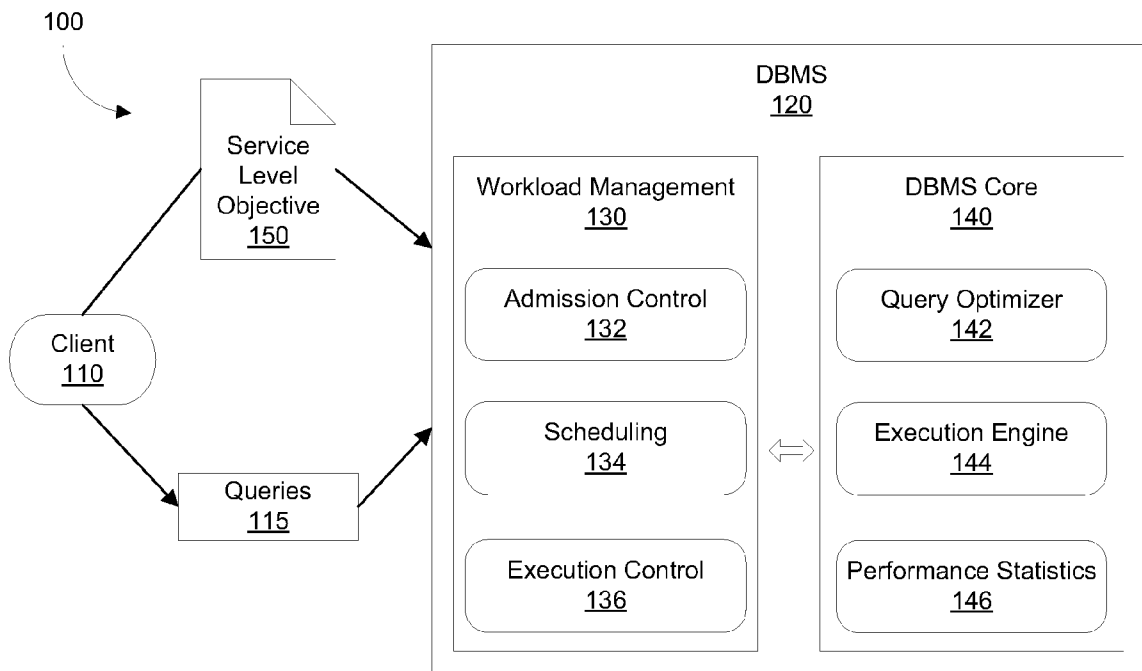 100
Service
Level
Objective
150
Client
110
Queries
115
DBMS
120
Workload Management
130
Admission Control
132
Scheduling
134
Execution Control
136
DBMS Core
140
Query Optimizer
142
Execution Engine
144
Performance Statistics
146